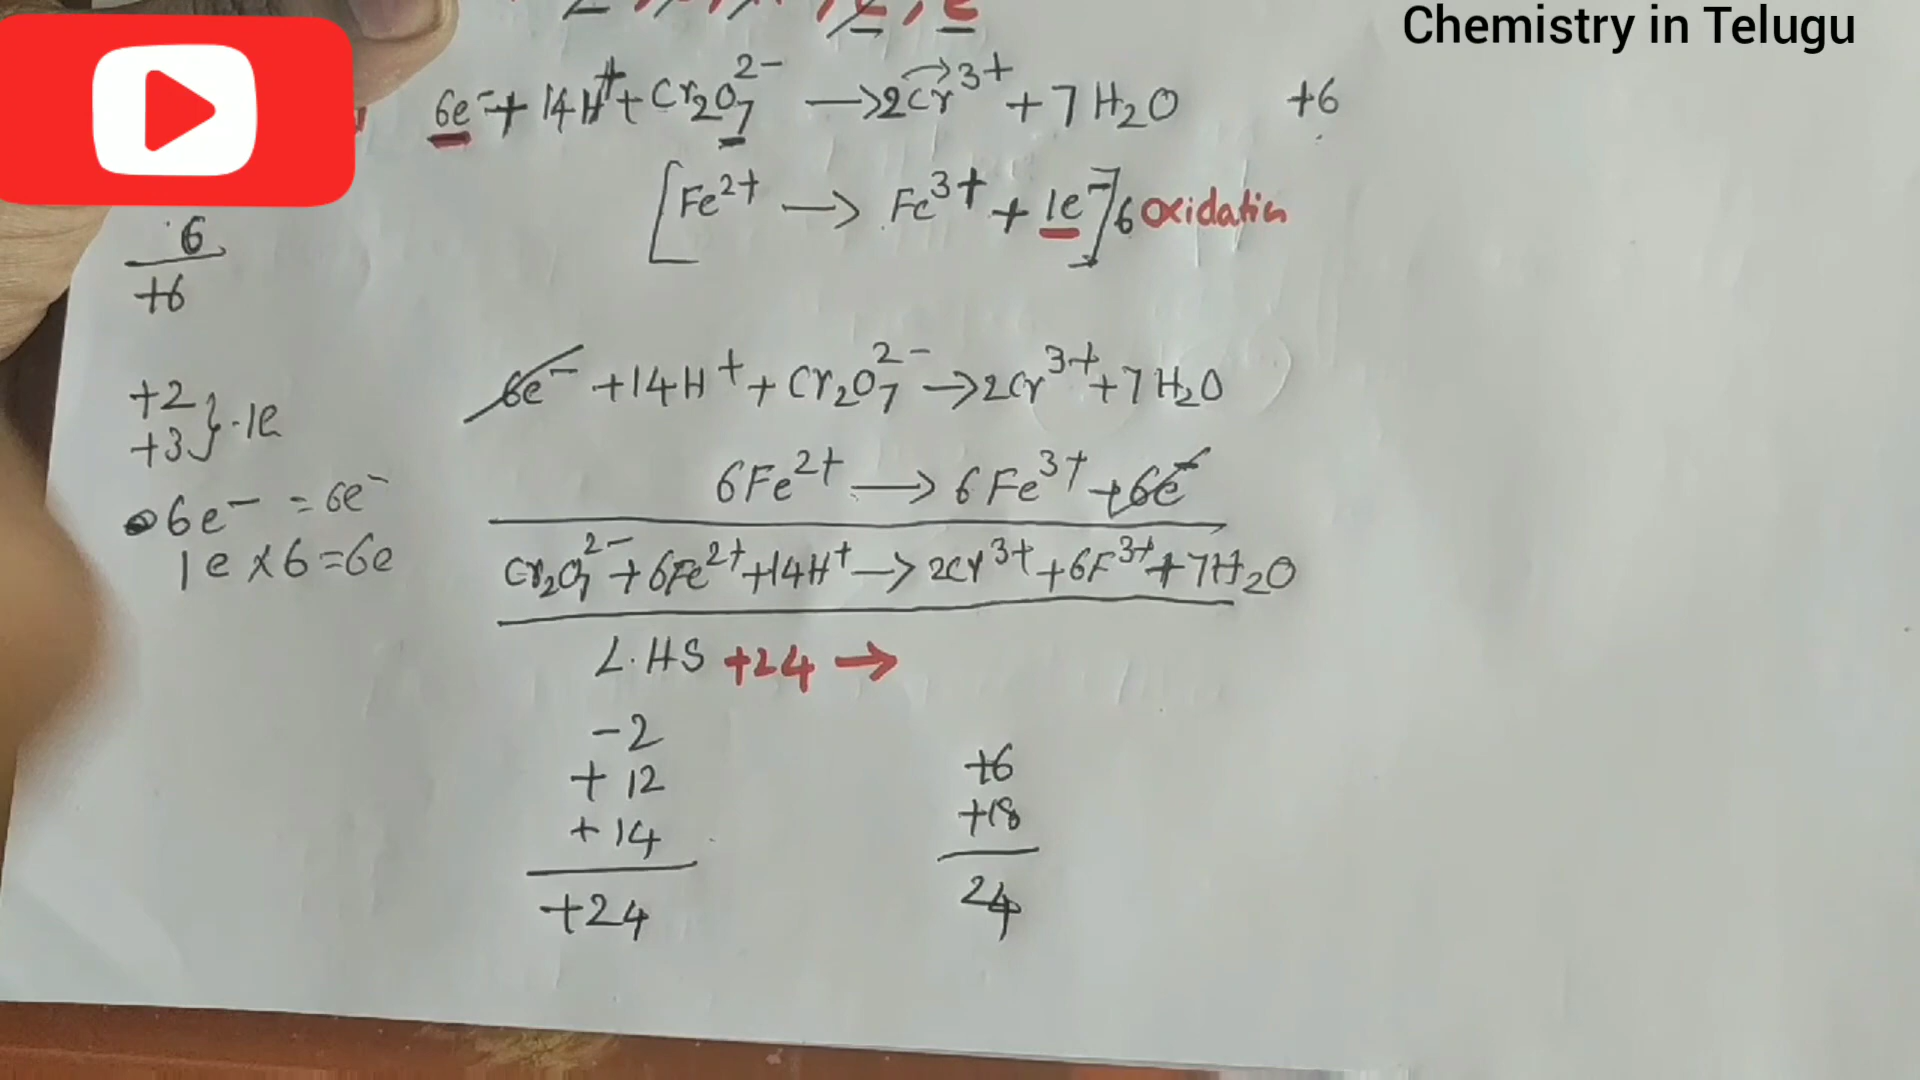 Chemistry in Telugu
6e⁻ + 14H⁺ + Cr₂O₇²⁻ → 2Cr³⁺ + 7H₂O +6
[Fe²⁺ → Fe³⁺ + 1e⁻]6 oxidatin
6
+6
6e⁻ + 14H⁺ + Cr₂O₇²⁻ → 2Cr³⁺ + 7H₂O
+2
+3 } 1e
6Fe²⁺ → 6Fe³⁺ + 6e⁻
6e⁻ = 6e⁻
1e × 6 = 6e
Cr₂O₇²⁻ + 6Fe²⁺ + 14H⁺ → 2Cr³⁺ + 6F³⁺ + 7H₂O
L.HS +24 →
-2
+ 12
+ 14
+24
+6
+18
24